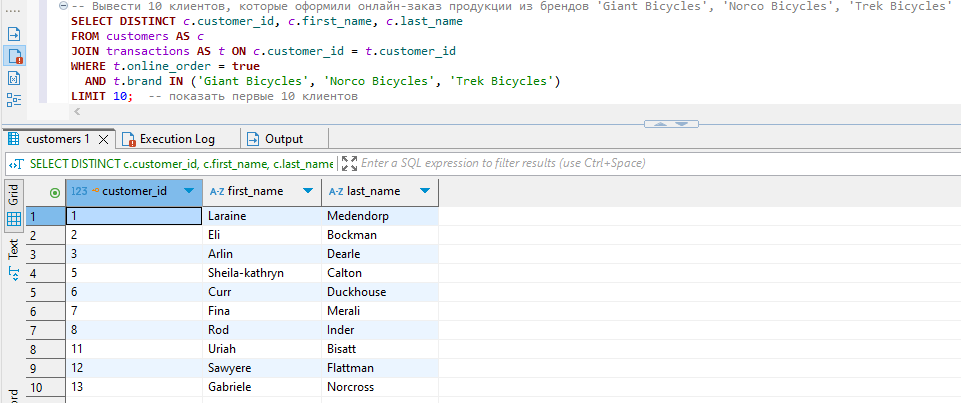 -- Вывести 10 клиентов, которые оформили онлайн-заказ продукции из брендов 'Giant Bicycles', 'Norco Bicycles', 'Trek Bicycles'
SELECT DISTINCT c.customer_id, c.first_name, c.last_name
FROM customers AS c
JOIN transactions AS t ON c.customer_id = t.customer_id
WHERE t.online_order = true
AND t.brand IN ('Giant Bicycles', 'Norco Bicycles', 'Trek Bicycles')
LIMIT 10; -- показать первые 10 клиентов
customers 1 Execution Log Output
SELECT DISTINCT c.customer_id, c.first_name, c.last_name Enter a SQL expression to filter results (use Ctrl+Space)
Grid
Text
123 customer_id A-Z first_name A-Z last_name
1 1 Laraine Medendorp
2 2 Eli Bockman
3 3 Arlin Dearle
4 5 Sheila-kathryn Calton
5 6 Curr Duckhouse
6 7 Fina Merali
7 8 Rod Inder
8 11 Uriah Bisatt
9 12 Sawyere Flattman
10 13 Gabriele Norcross